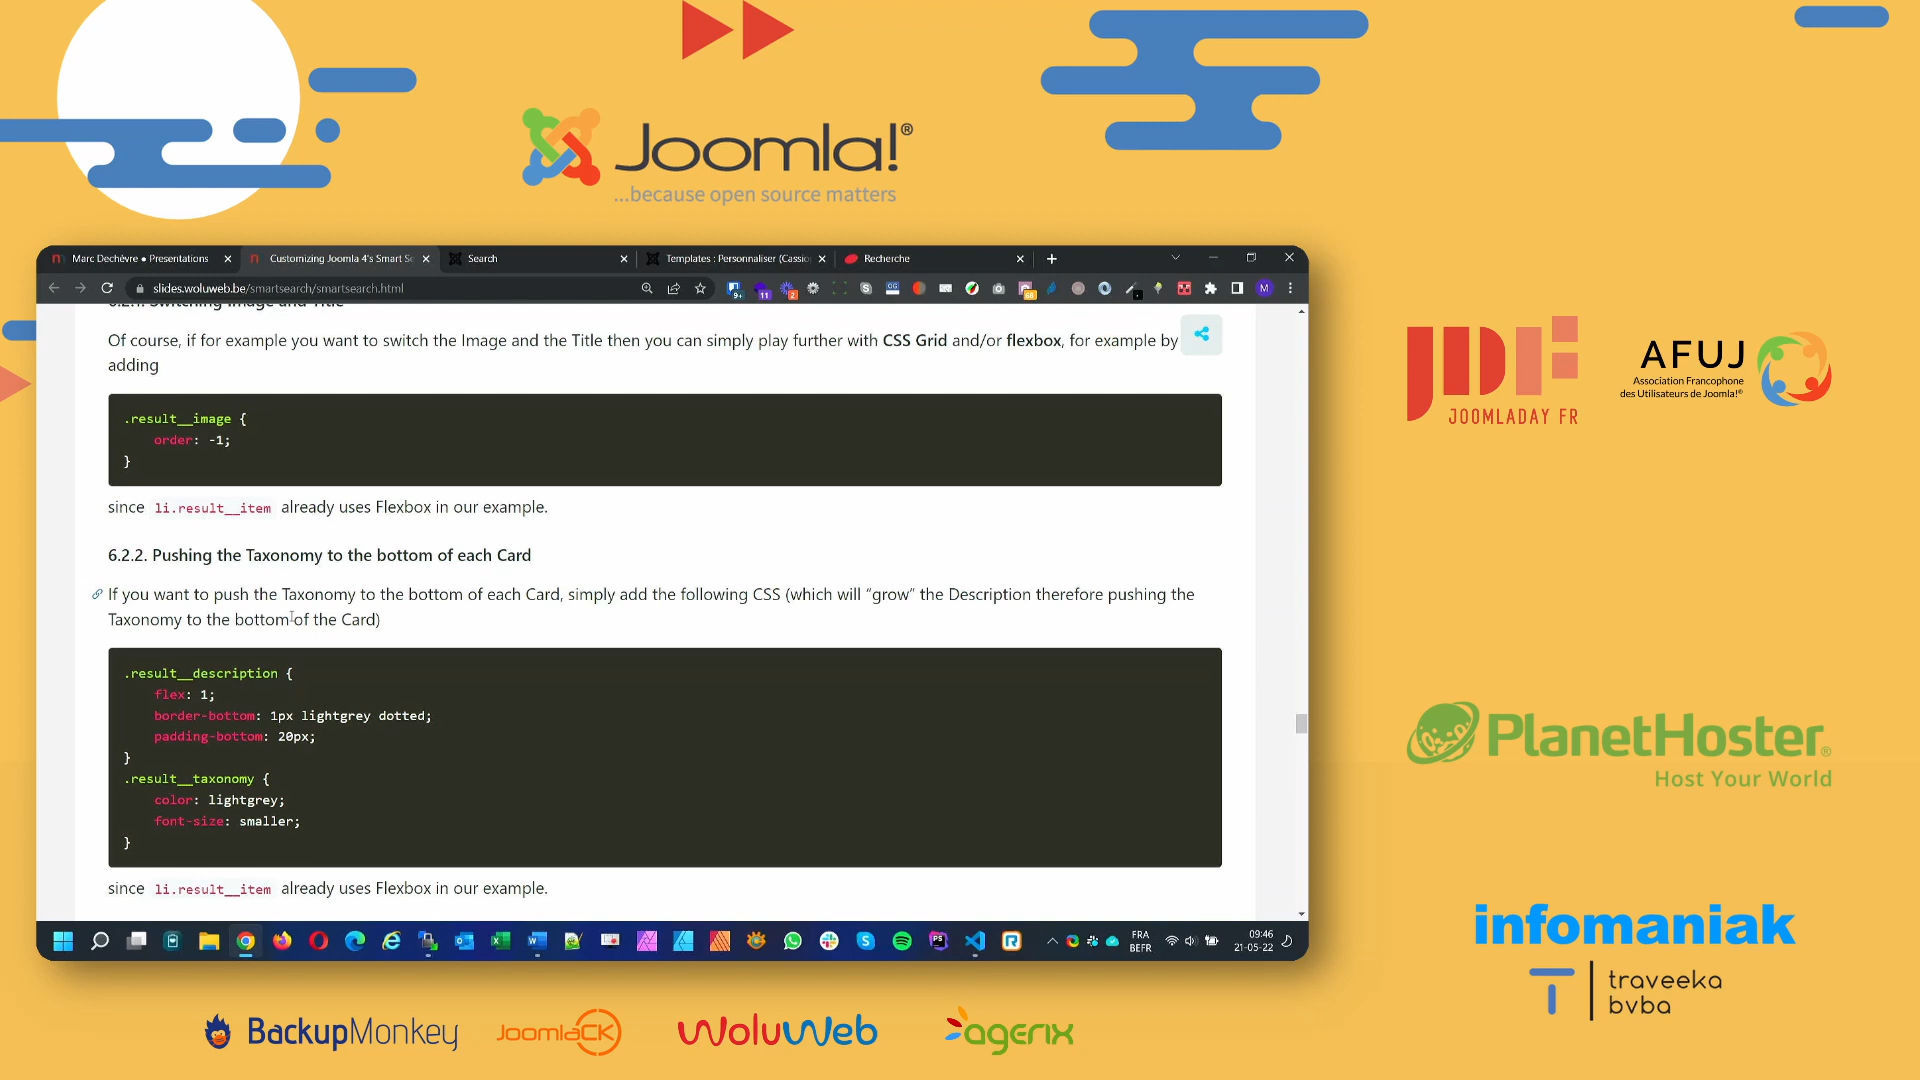 Joomla!®
...because open source matters
Marc Dechèvre ● Presentations
Customizing Joomla 4's Smart Se
Search
Templates : Personnaliser (Cassio
Recherche
slides.woluweb.be/smartsearch/smartsearch.html
6.2.1. Switching Image and Title
Of course, if for example you want to switch the Image and the Title then you can simply play further with CSS Grid and/or flexbox, for example by
adding
.result__image {
order: -1;
}
since li.result__item already uses Flexbox in our example.
6.2.2. Pushing the Taxonomy to the bottom of each Card
If you want to push the Taxonomy to the bottom of each Card, simply add the following CSS (which will “grow” the Description therefore pushing the
Taxonomy to the bottom of the Card)
.result__description {
flex: 1;
border-bottom: 1px lightgrey dotted;
padding-bottom: 20px;
}
.result__taxonomy {
color: lightgrey;
font-size: smaller;
}
since li.result__item already uses Flexbox in our example.
FRA
BEFR
09:46
21-05-22
JDF
JOOMLADAY FR
AFUJ
Association Francophone
des Utilisateurs de Joomla!®
PlanetHoster®
Host Your World
infomaniak
traveeka
bvba
BackupMonkey
JoomlaCK
WoluWeb
agerix